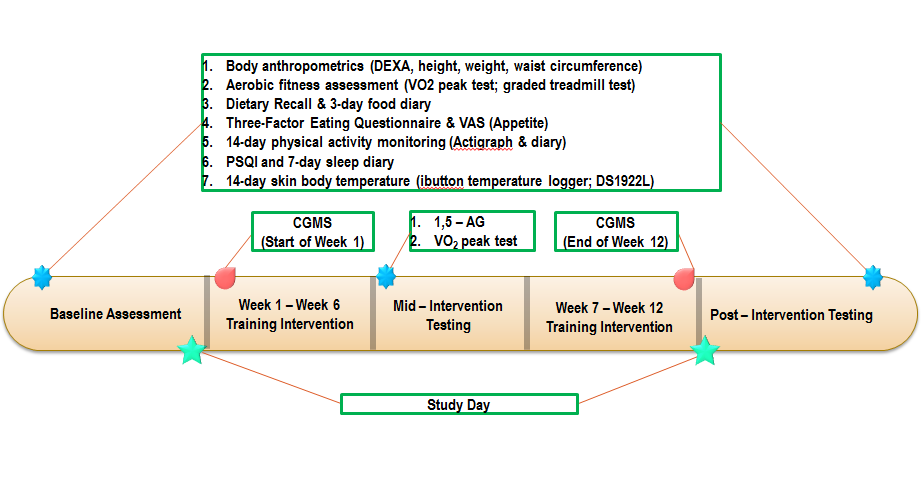 1. Body anthropometrics (DEXA, height, weight, waist circumference)
2. Aerobic fitness assessment (VO2 peak test; graded treadmill test)
3. Dietary Recall & 3-day food diary
4. Three-Factor Eating Questionnaire & VAS (Appetite)
5. 14-day physical activity monitoring (Actigraph & diary)
6. PSQI and 7-day sleep diary
7. 14-day skin body temperature (ibutton temperature logger; DS1922L)
CGMS
(Start of Week 1)
1. 1,5 – AG
2. VO₂ peak test
CGMS
(End of Week 12)
Baseline Assessment
Week 1 – Week 6
Training Intervention
Mid – Intervention
Testing
Week 7 – Week 12
Training Intervention
Post – Intervention Testing
Study Day